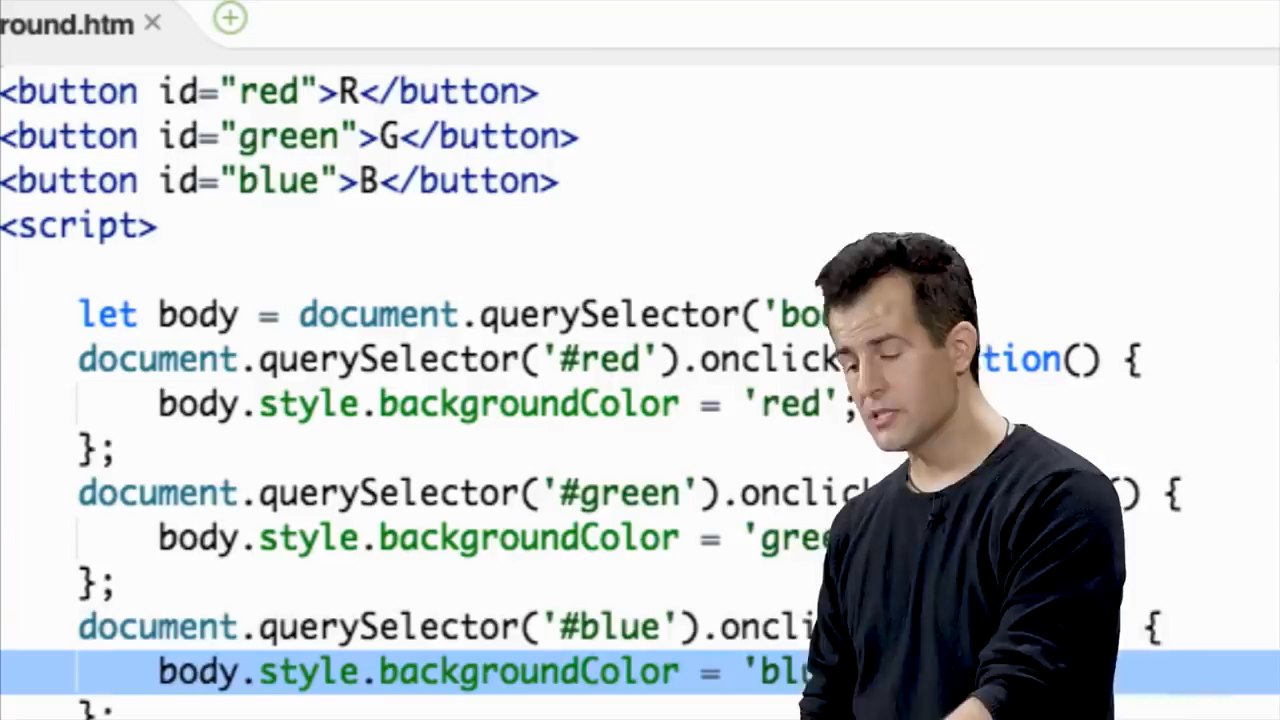 round.htm
<button id="red">R</button>
<button id="green">G</button>
<button id="blue">B</button>
<script>
let body = document.querySelector('bo
document.querySelector('#red').onclick tion() {
body.style.backgroundColor = 'red';
};
document.querySelector('#green').onclic () {
body.style.backgroundColor = 'gree
};
document.querySelector('#blue').oncli {
body.style.backgroundColor = 'blu
};